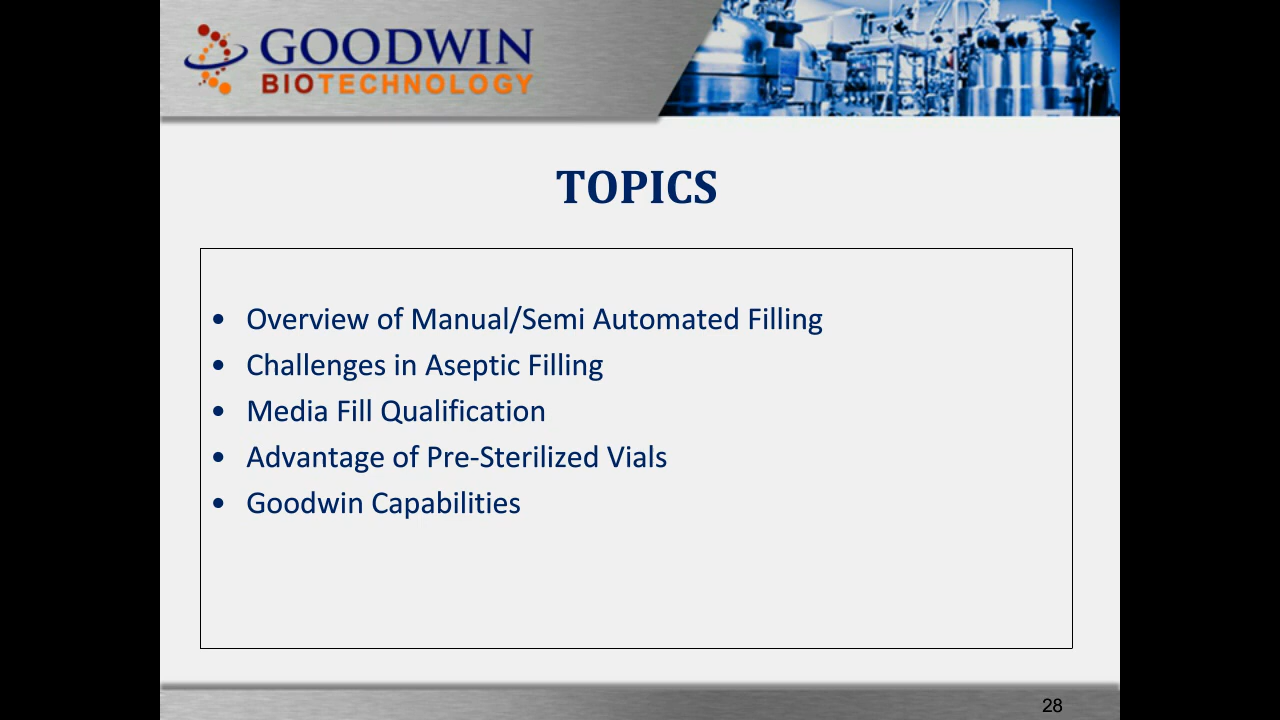 GOODWIN
BIOTECHNOLOGY
TOPICS
• Overview of Manual/Semi Automated Filling
• Challenges in Aseptic Filling
• Media Fill Qualification
• Advantage of Pre-Sterilized Vials
• Goodwin Capabilities
28